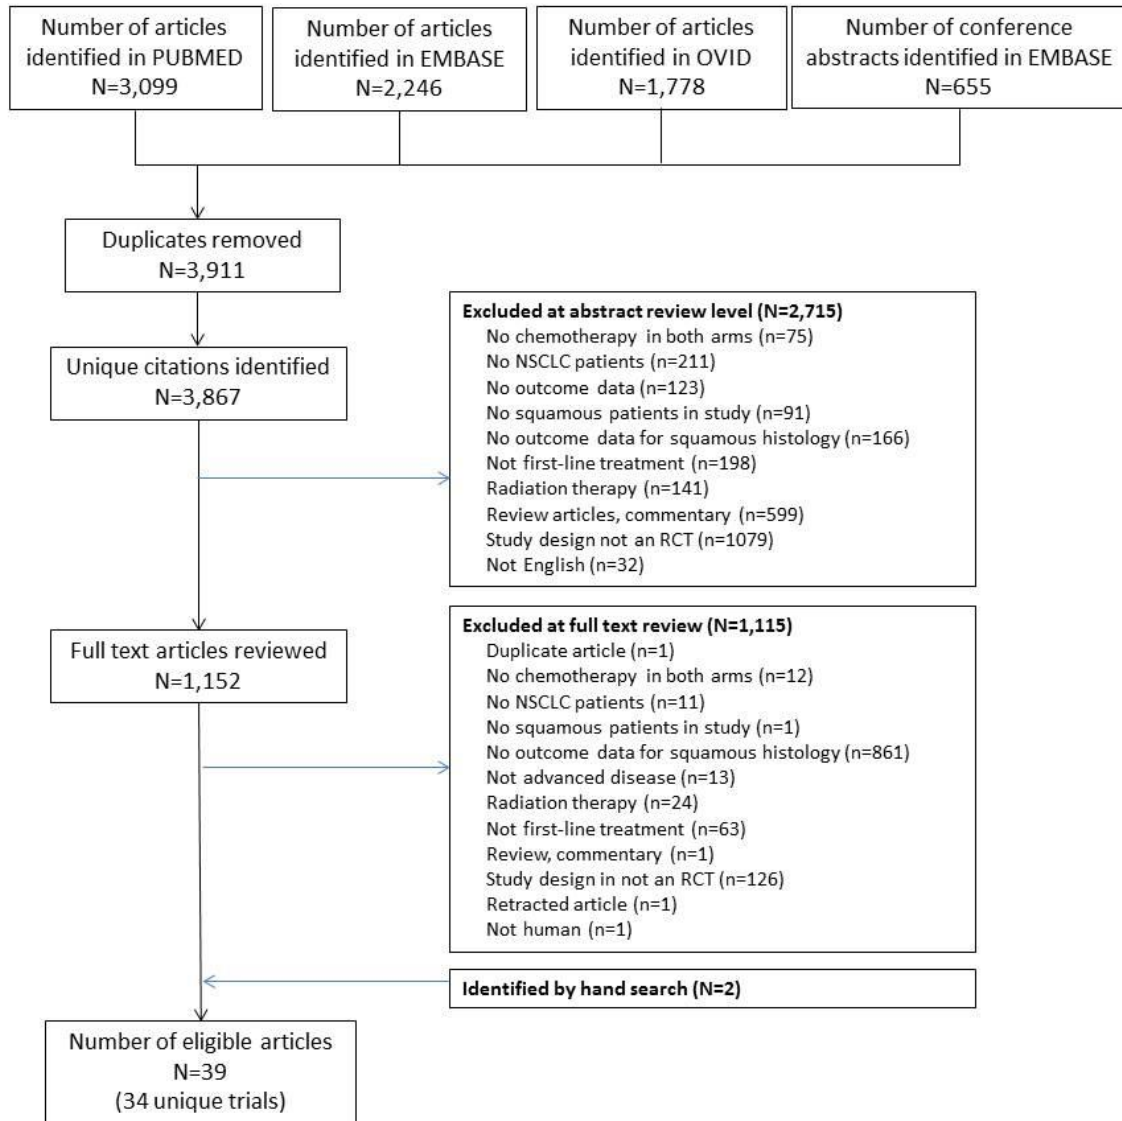 Number of articles
identified in PUBMED
N=3,099
Number of articles
identified in EMBASE
N=2,246
Number of articles
identified in OVID
N=1,778
Number of conference
abstracts identified in EMBASE
N=655
Duplicates removed
N=3,911
Unique citations identified
N=3,867
Excluded at abstract review level (N=2,715)
No chemotherapy in both arms (n=75)
No NSCLC patients (n=211)
No outcome data (n=123)
No squamous patients in study (n=91)
No outcome data for squamous histology (n=166)
Not first-line treatment (n=198)
Radiation therapy (n=141)
Review articles, commentary (n=599)
Study design not an RCT (n=1079)
Not English (n=32)
Full text articles reviewed
N=1,152
Excluded at full text review (N=1,115)
Duplicate article (n=1)
No chemotherapy in both arms (n=12)
No NSCLC patients (n=11)
No squamous patients in study (n=1)
No outcome data for squamous histology (n=861)
Not advanced disease (n=13)
Radiation therapy (n=24)
Not first-line treatment (n=63)
Review, commentary (n=1)
Study design in not an RCT (n=126)
Retracted article (n=1)
Not human (n=1)
Identified by hand search (N=2)
Number of eligible articles
N=39
(34 unique trials)